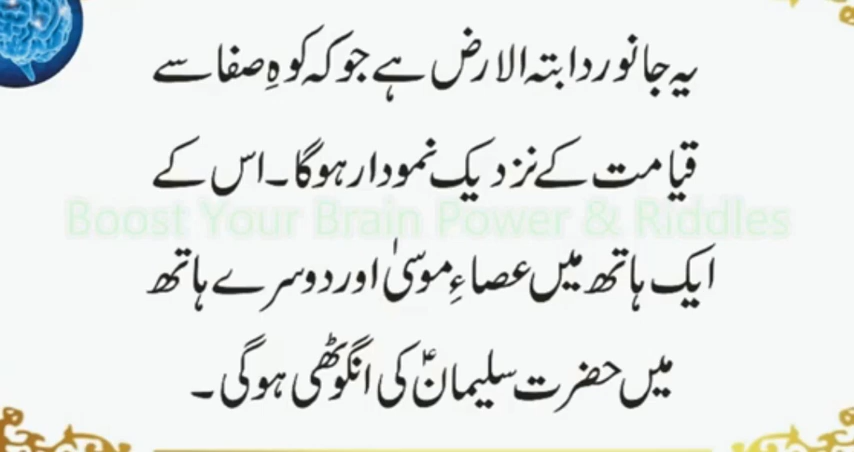 یہ جانور دابتہ الارض ہے جو کہ کوہِ صفا سے
قیامت کے نزدیک نمودار ہوگا۔ اس کے
Boost Your Brain Power & Riddles
ایک ہاتھ میں عصاءِ موسیٰ اور دوسرے ہاتھ
میں حضرت سلیمانؑ کی انگوٹھی ہوگی۔